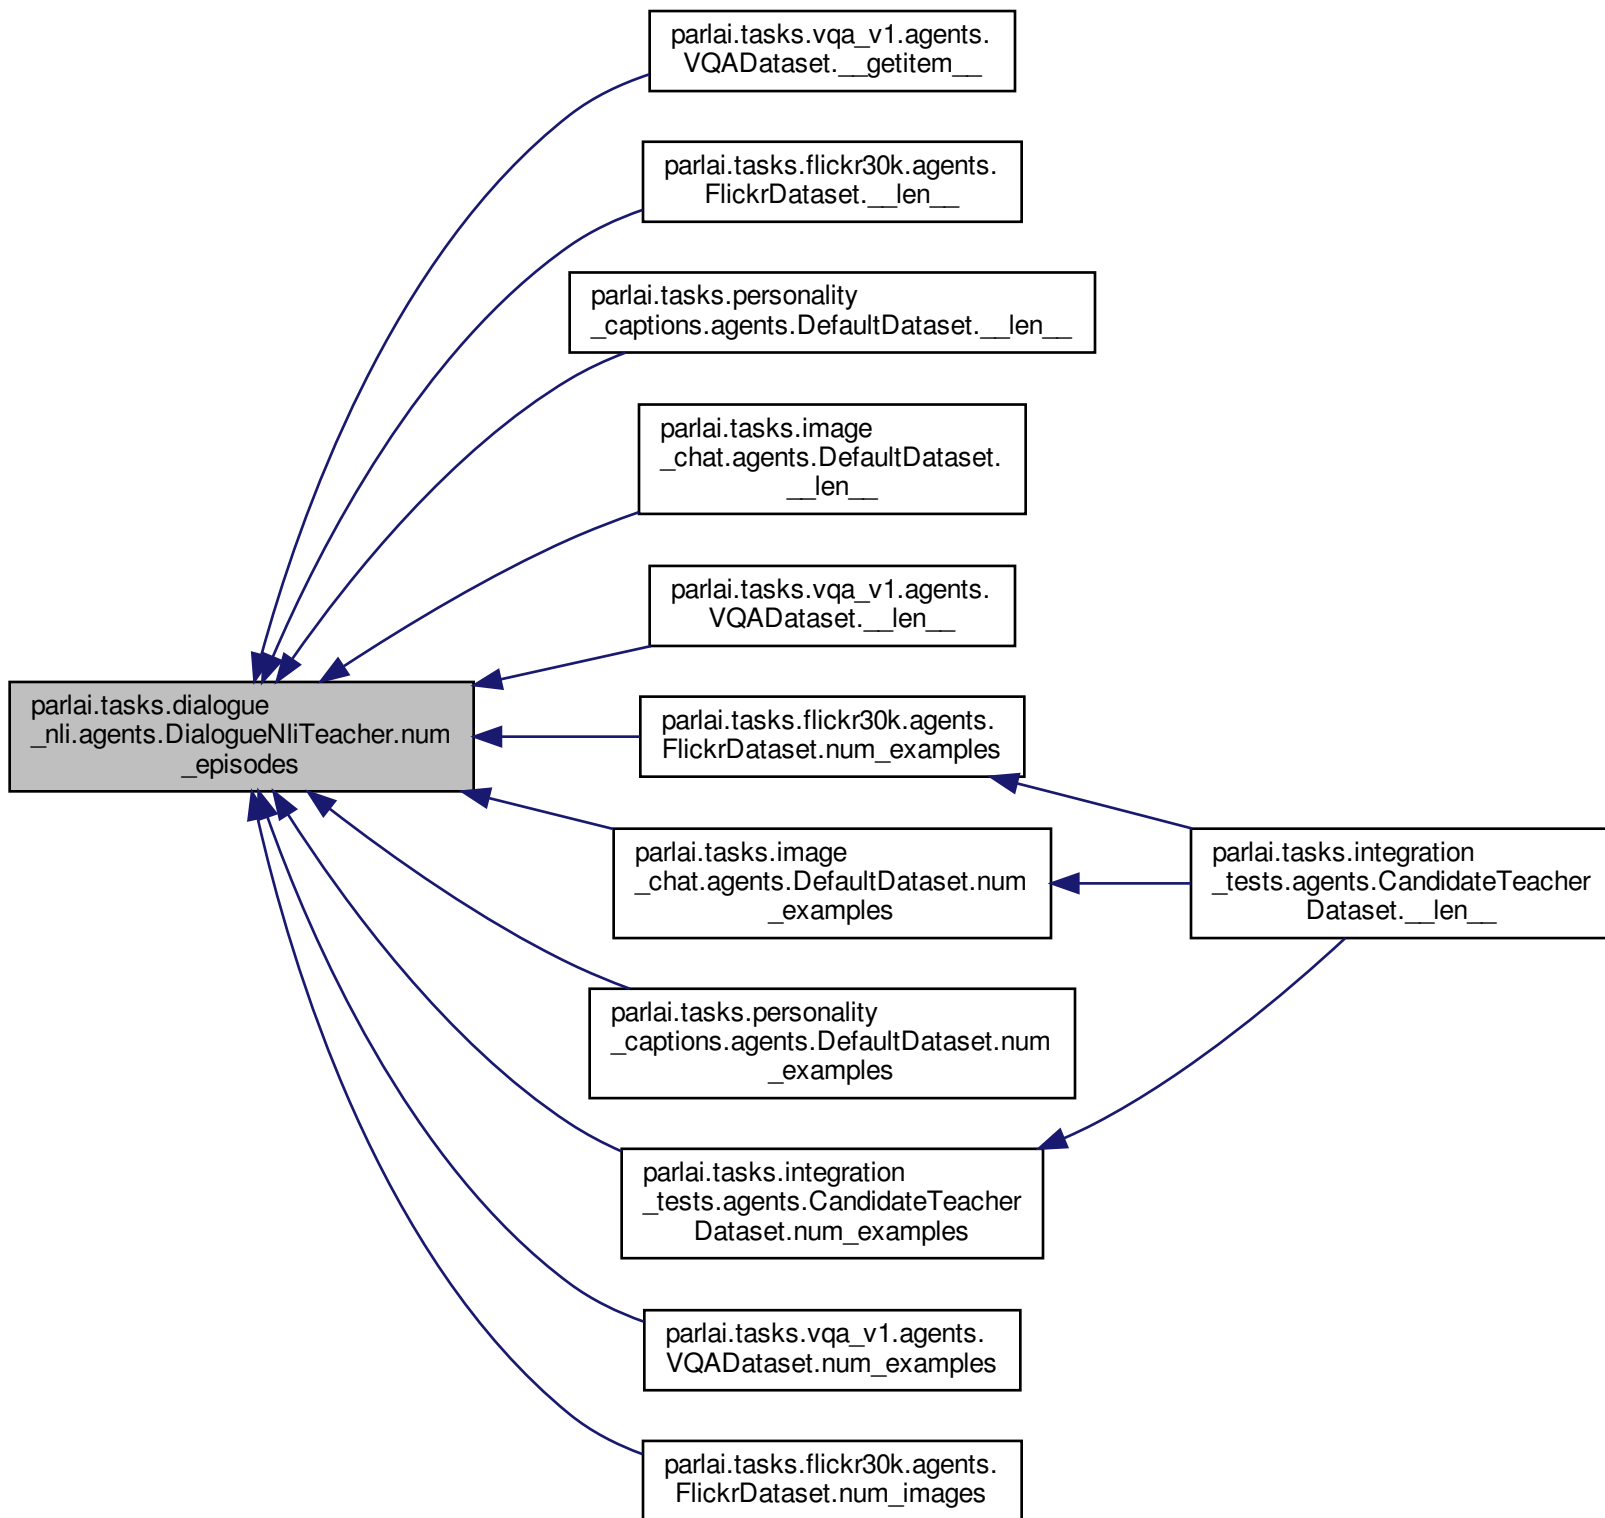 parlai.tasks.vqa_v1.agents.
VQADataset.__getitem__
parlai.tasks.flickr30k.agents.
FlickrDataset.__len__
parlai.tasks.personality
_captions.agents.DefaultDataset.__len__
parlai.tasks.image
_chat.agents.DefaultDataset.
__len__
parlai.tasks.vqa_v1.agents.
VQADataset.__len__
parlai.tasks.dialogue
_nli.agents.DialogueNliTeacher.num
_episodes
parlai.tasks.flickr30k.agents.
FlickrDataset.num_examples
parlai.tasks.image
_chat.agents.DefaultDataset.num
_examples
parlai.tasks.integration
_tests.agents.CandidateTeacher
Dataset.__len__
parlai.tasks.personality
_captions.agents.DefaultDataset.num
_examples
parlai.tasks.integration
_tests.agents.CandidateTeacher
Dataset.num_examples
parlai.tasks.vqa_v1.agents.
VQADataset.num_examples
parlai.tasks.flickr30k.agents.
FlickrDataset.num_images